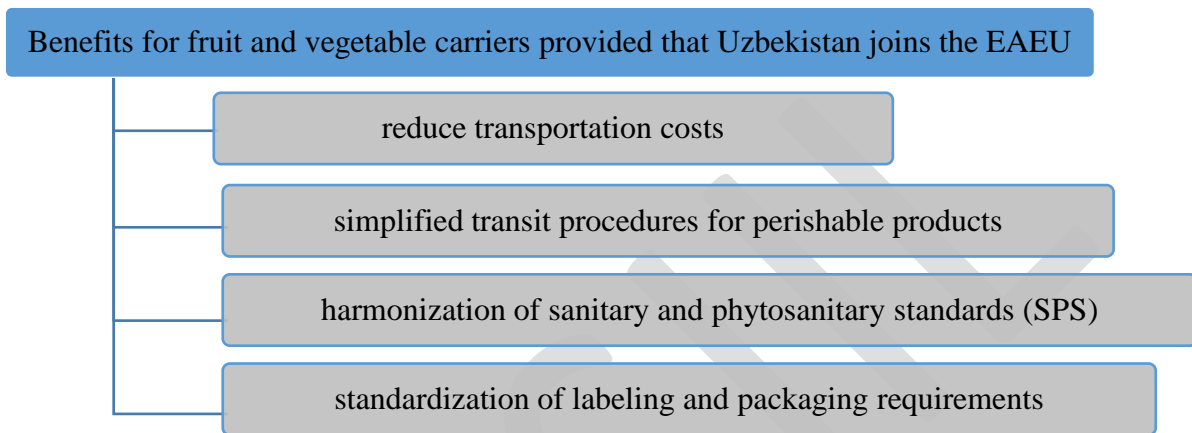 Benefits for fruit and vegetable carriers provided that Uzbekistan joins the EAEU
reduce transportation costs
simplified transit procedures for perishable products
harmonization of sanitary and phytosanitary standards (SPS)
standardization of labeling and packaging requirements